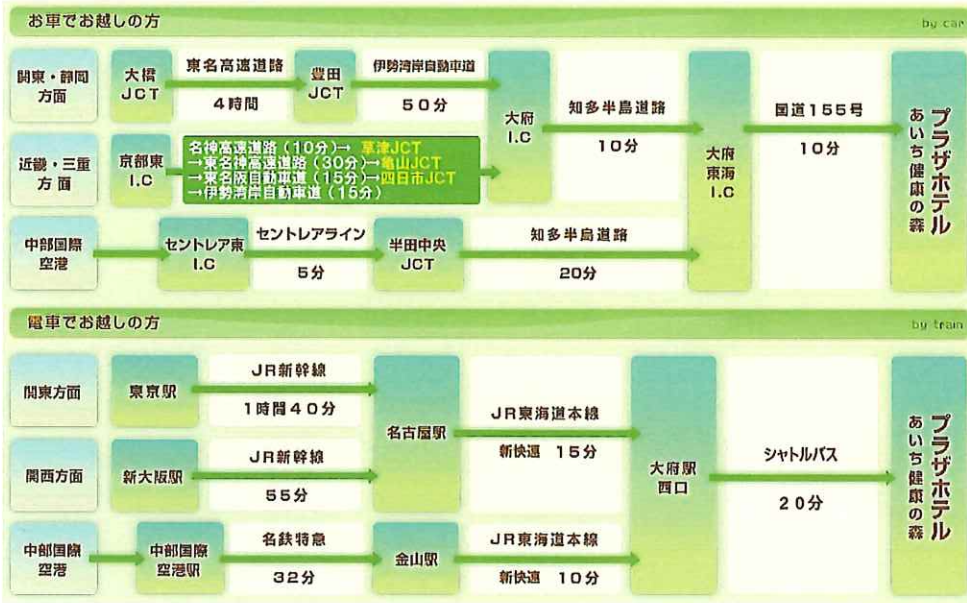 お車でお越しの方
by car
関東・静岡
方面
大橋
JCT
東名高速道路
4時間
豊田
JCT
伊勢湾岸自動車道
50分
近畿・三重
方面
京都東
I.C
名神高速道路(10分)→ 草津JCT
→東名神高速道路(30分)→亀山JCT
→東名阪自動車道(15分)→四日市JCT
→伊勢湾岸自動車道(15分)
大府
I.C
知多半島道路
10分
中部国際
空港
セントレア東
I.C
セントレアライン
5分
半田中央
JCT
知多半島道路
20分
大府
東海
I.C
国道155号
10分
プラザホテル
あいち健康の森
電車でお越しの方
by train
関東方面
東京駅
JR新幹線
1時間40分
関西方面
新大阪駅
JR新幹線
55分
名古屋駅
JR東海道本線
新快速 15分
中部国際
空港
中部国際
空港駅
名鉄特急
32分
金山駅
JR東海道本線
新快速 10分
大府駅
西口
シャトルバス
20分
プラザホテル
あいち健康の森